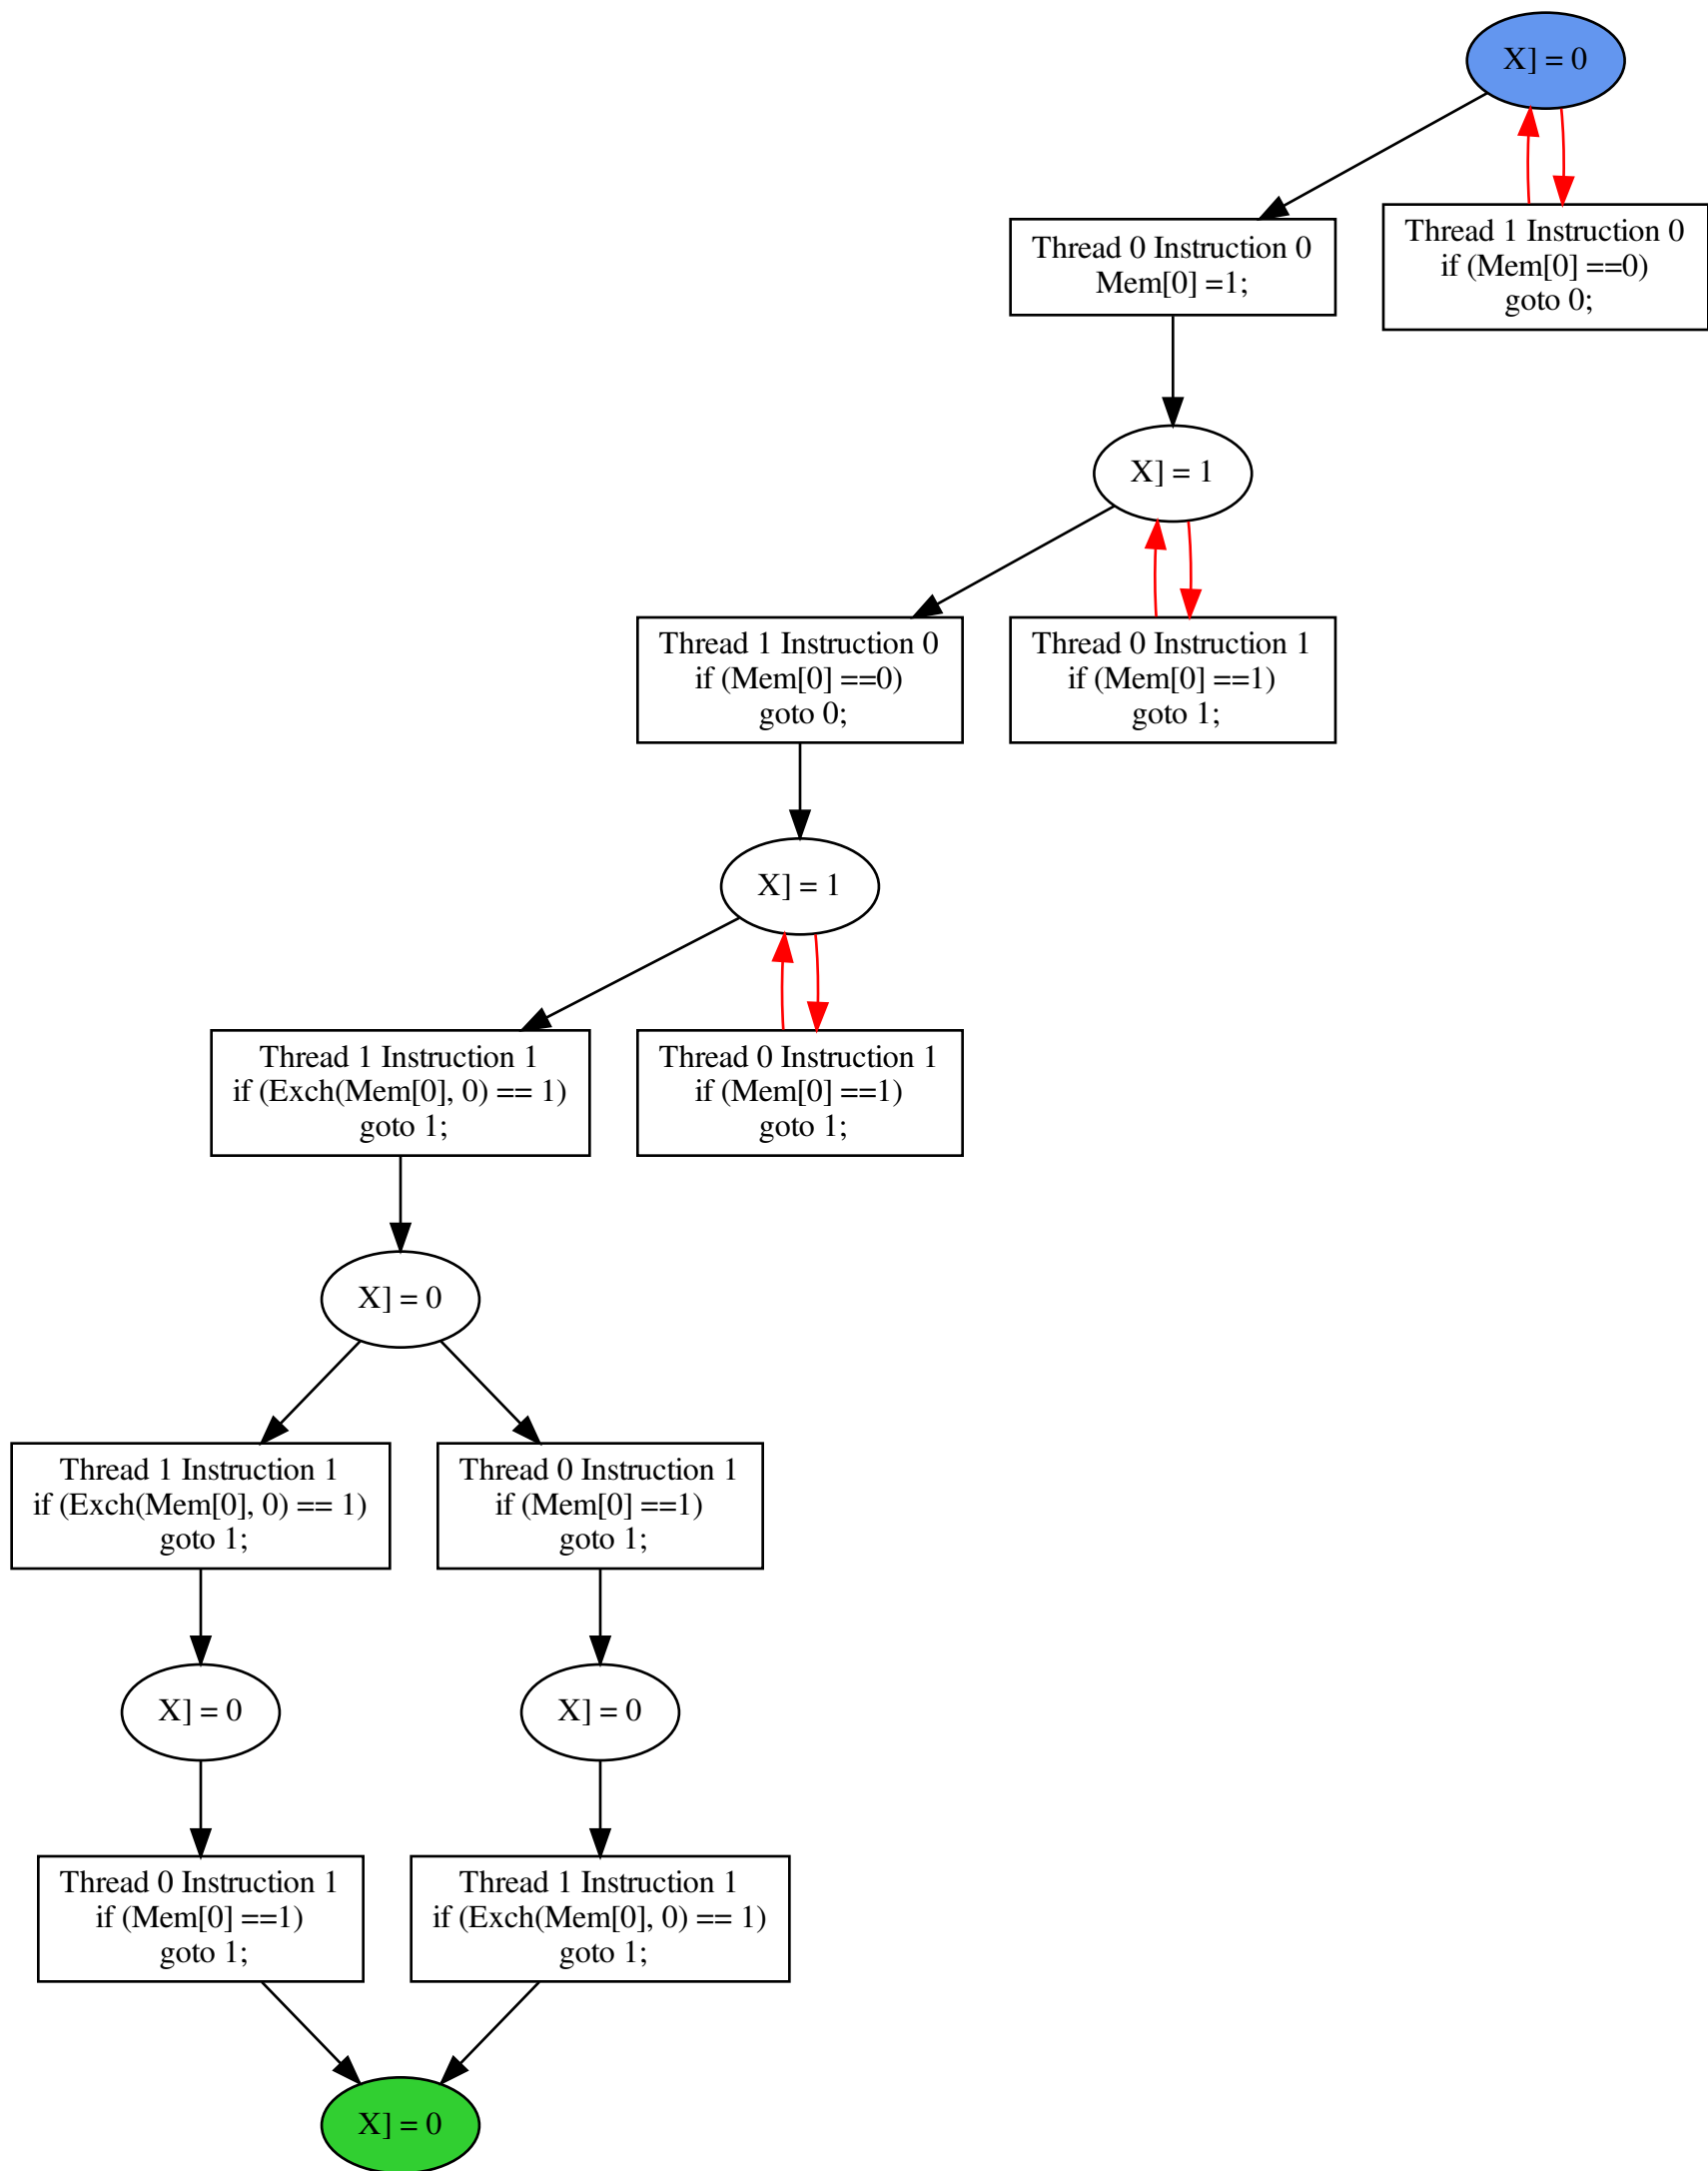 X] = 0
Thread 0 Instruction 0
Mem[0] =1;
Thread 1 Instruction 0
if (Mem[0] ==0)
goto 0;
X] = 1
Thread 1 Instruction 0
if (Mem[0] ==0)
goto 0;
Thread 0 Instruction 1
if (Mem[0] ==1)
goto 1;
X] = 1
Thread 1 Instruction 1
if (Exch(Mem[0], 0) == 1)
goto 1;
Thread 0 Instruction 1
if (Mem[0] ==1)
goto 1;
X] = 0
Thread 1 Instruction 1
if (Exch(Mem[0], 0) == 1)
goto 1;
Thread 0 Instruction 1
if (Mem[0] ==1)
goto 1;
X] = 0
X] = 0
Thread 0 Instruction 1
if (Mem[0] ==1)
goto 1;
Thread 1 Instruction 1
if (Exch(Mem[0], 0) == 1)
goto 1;
X] = 0